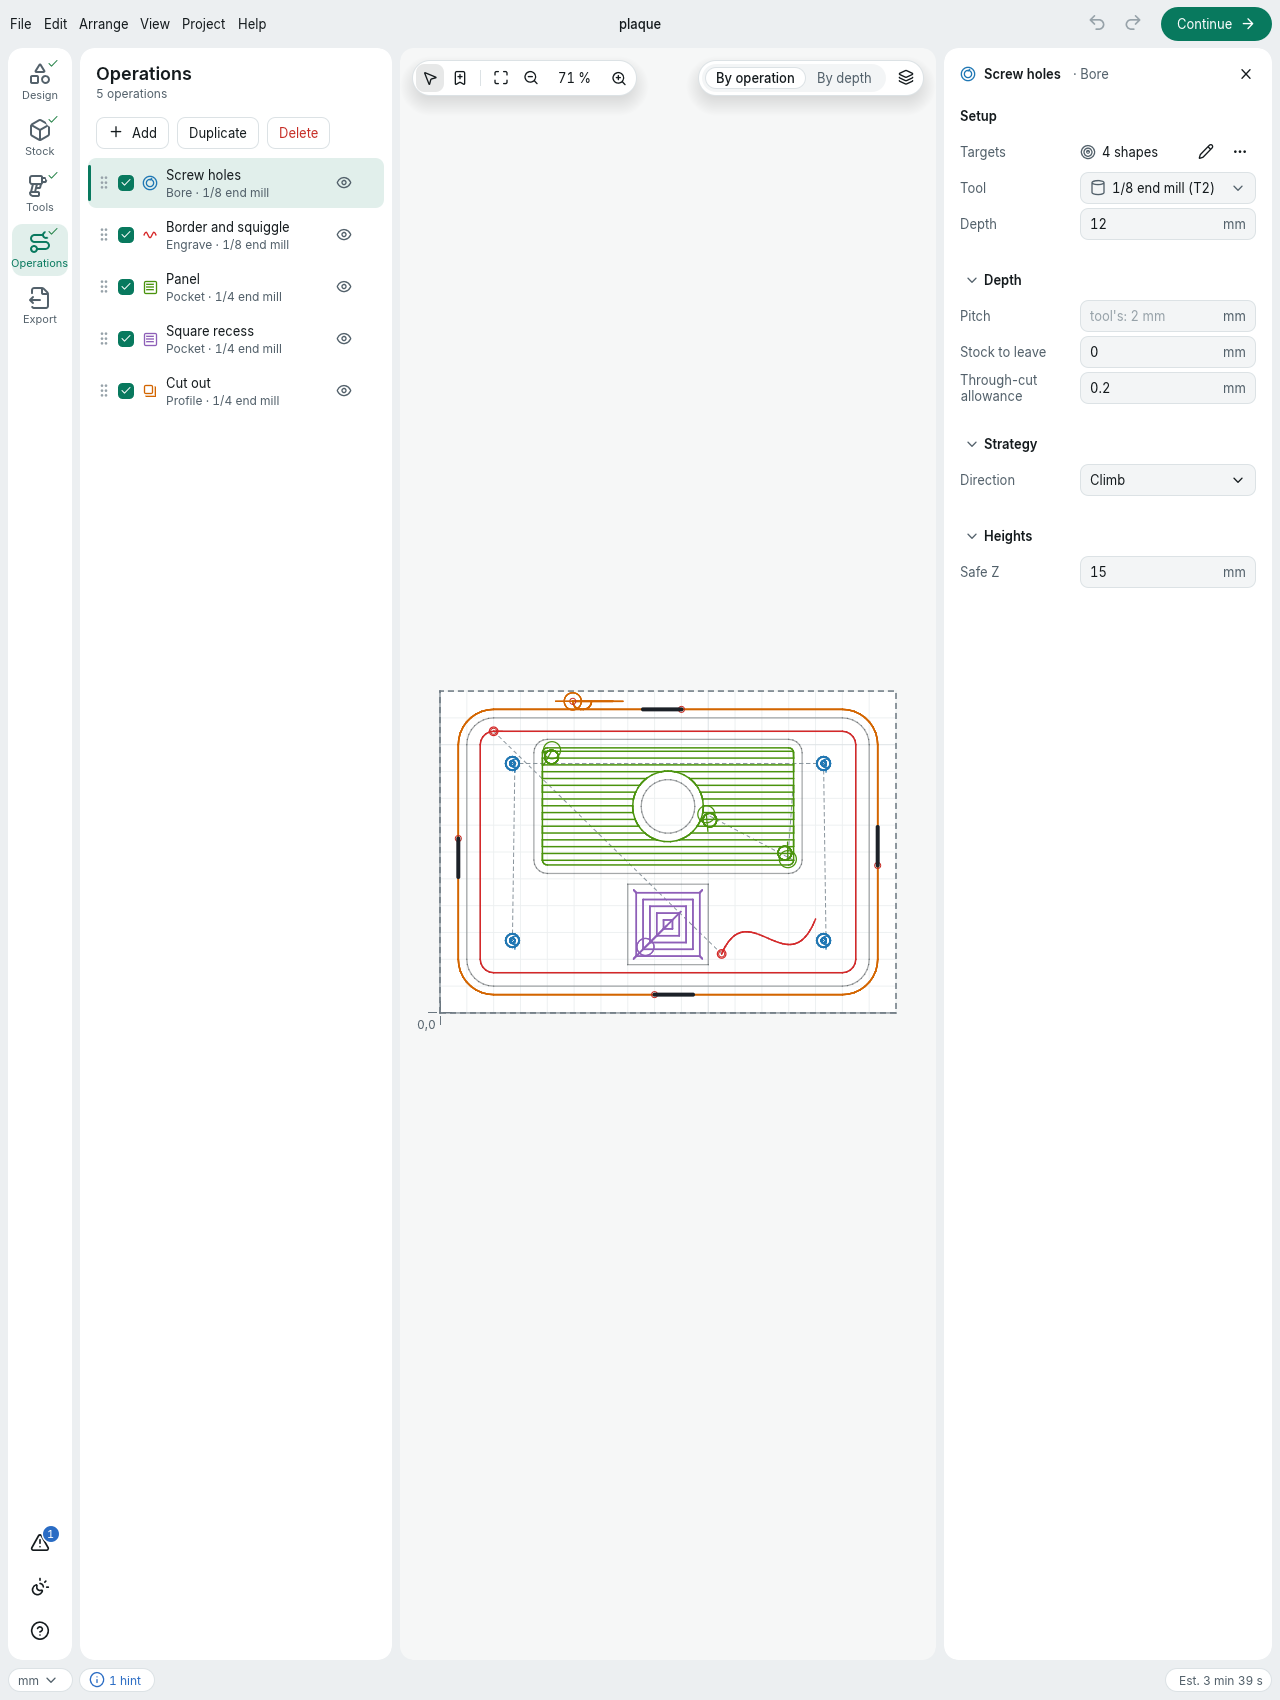 File Edit Arrange View Project Help
plaque
Continue
Design
Stock
Tools
Operations
Export
1
Operations
5 operations
Add
Duplicate
Delete
Screw holes
Bore · 1/8 end mill
Border and squiggle
Engrave · 1/8 end mill
Panel
Pocket · 1/4 end mill
Square recess
Pocket · 1/4 end mill
Cut out
Profile · 1/4 end mill
71 %
By operation
By depth
0,0
Screw holes · Bore
Setup
Targets 4 shapes
Tool 1/8 end mill (T2)
Depth 12 mm
Depth
Pitch tool's: 2 mm mm
Stock to leave 0 mm
Through-cut
allowance
0.2 mm
Strategy
Direction Climb
Heights
Safe Z 15 mm
mm
1 hint
Est. 3 min 39 s